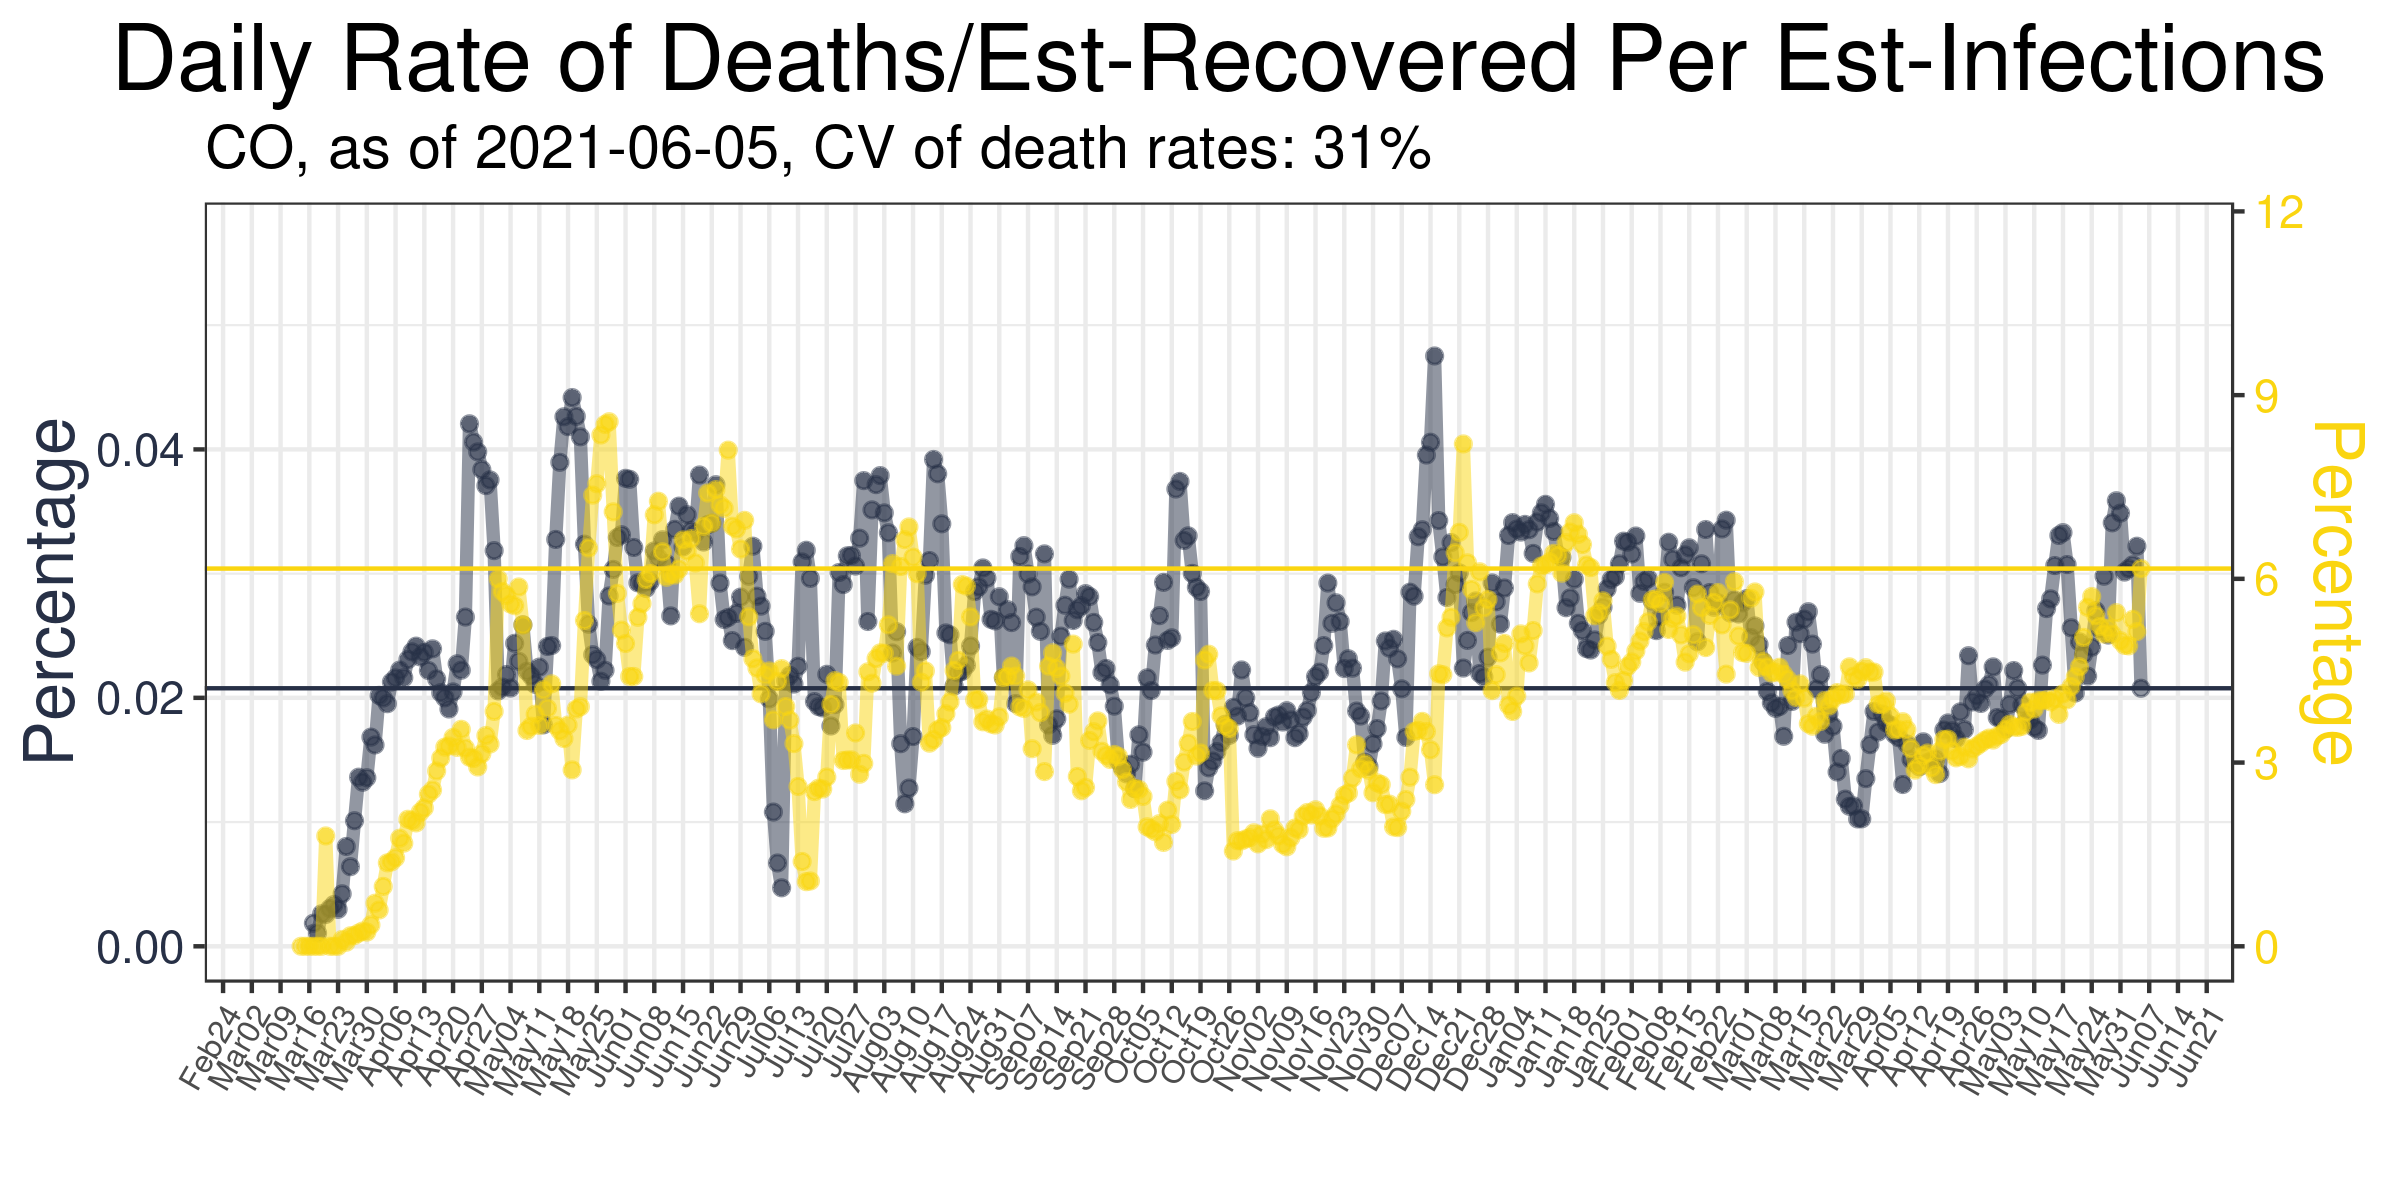 Daily Rate of Deaths/Est-Recovered Per Est-Infections
CO, as of 2021-06-05, CV of death rates: 31%
Percentage
0.04
0.02
0.00
12
9
6
3
0
Percentage
Feb24
Mar02
Mar09
Mar16
Mar23
Mar30
Apr06
Apr13
Apr20
Apr27
May04
May11
May18
May25
Jun01
Jun08
Jun15
Jun22
Jun29
Jul06
Jul13
Jul20
Jul27
Aug03
Aug10
Aug17
Aug24
Aug31
Sep07
Sep14
Sep21
Sep28
Oct05
Oct12
Oct19
Oct26
Nov02
Nov09
Nov16
Nov23
Nov30
Dec07
Dec14
Dec21
Dec28
Jan04
Jan11
Jan18
Jan25
Feb01
Feb08
Feb15
Feb22
Mar01
Mar08
Mar15
Mar22
Mar29
Apr05
Apr12
Apr19
Apr26
May03
May10
May17
May24
May31
Jun07
Jun14
Jun21